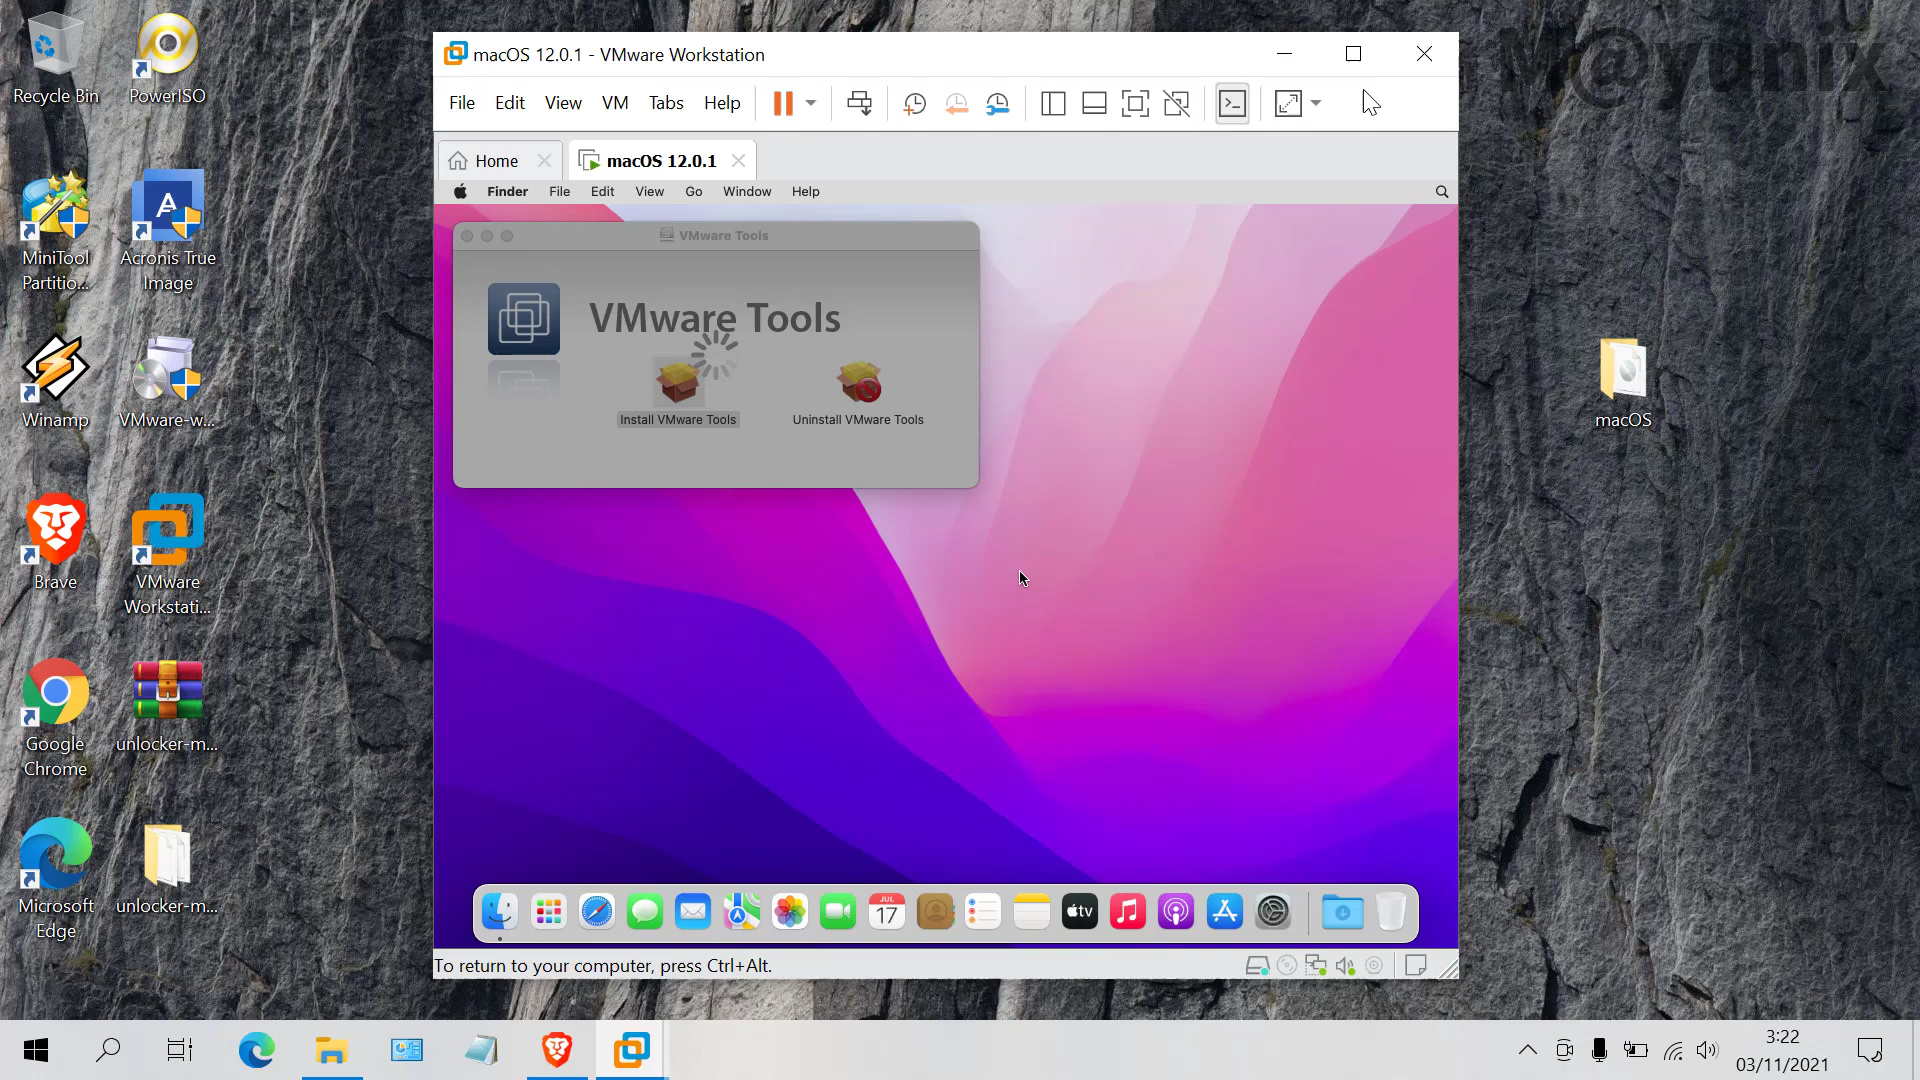 Recycle Bin
PowerISO
MiniTool
Partitio...
Acronis True
Image
Winamp
VMware-w...
Brave
VMware
Workstati...
Google
Chrome
unlocker-m...
Microsoft
Edge
unlocker-m...
macOS 12.0.1 - VMware Workstation
File Edit View VM Tabs Help
Home
macOS 12.0.1
Finder File Edit View Go Window Help
VMware Tools
VMware Tools
Install VMware Tools
Uninstall VMware Tools
JUL
17
tv
To return to your computer, press Ctrl+Alt.
macOS
M@yunix
3:22
03/11/2021